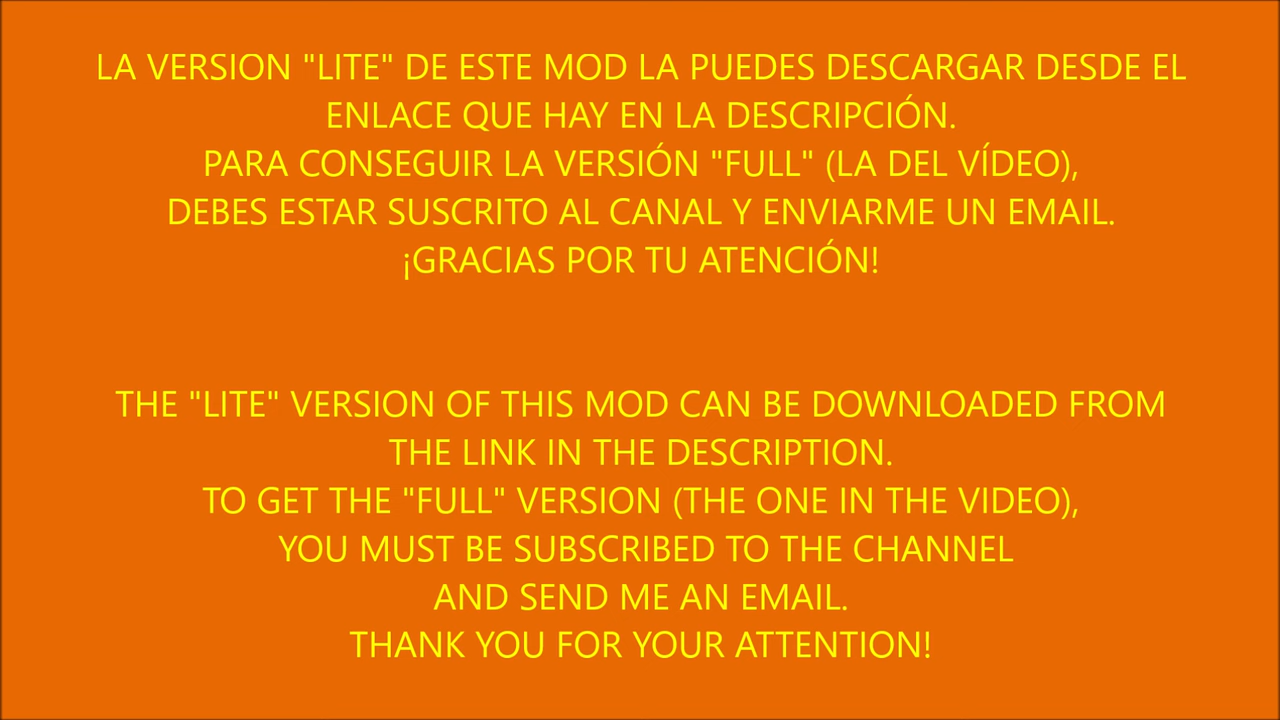 LA VERSION "LITE" DE ESTE MOD LA PUEDES DESCARGAR DESDE EL
ENLACE QUE HAY EN LA DESCRIPCIÓN.
PARA CONSEGUIR LA VERSIÓN "FULL" (LA DEL VÍDEO),
DEBES ESTAR SUSCRITO AL CANAL Y ENVIARME UN EMAIL.
¡GRACIAS POR TU ATENCIÓN!
THE "LITE" VERSION OF THIS MOD CAN BE DOWNLOADED FROM
THE LINK IN THE DESCRIPTION.
TO GET THE "FULL" VERSION (THE ONE IN THE VIDEO),
YOU MUST BE SUBSCRIBED TO THE CHANNEL
AND SEND ME AN EMAIL.
THANK YOU FOR YOUR ATTENTION!